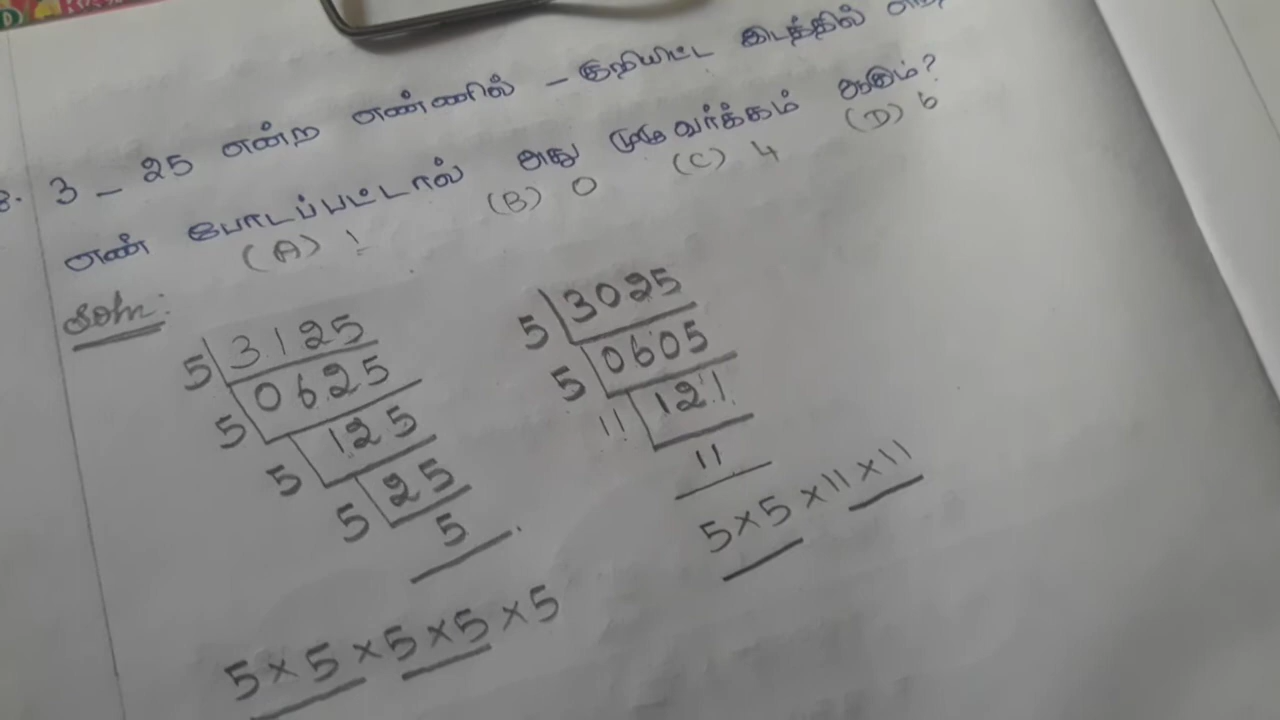 8. 3 _ 25 என்ற எண்ணில் – குறியிட்ட இடத்தில்
எண் போடப்பட்டால் அது முழு வர்க்கம் ஆகும்?
(A) 1 (B) 0 (C) 4 (D) 6
Soln:
5 3125
5 0625
5 125
5 25
5
5×5×5×5×5
5 3025
5 0605
11 121
11
5×5×11×11